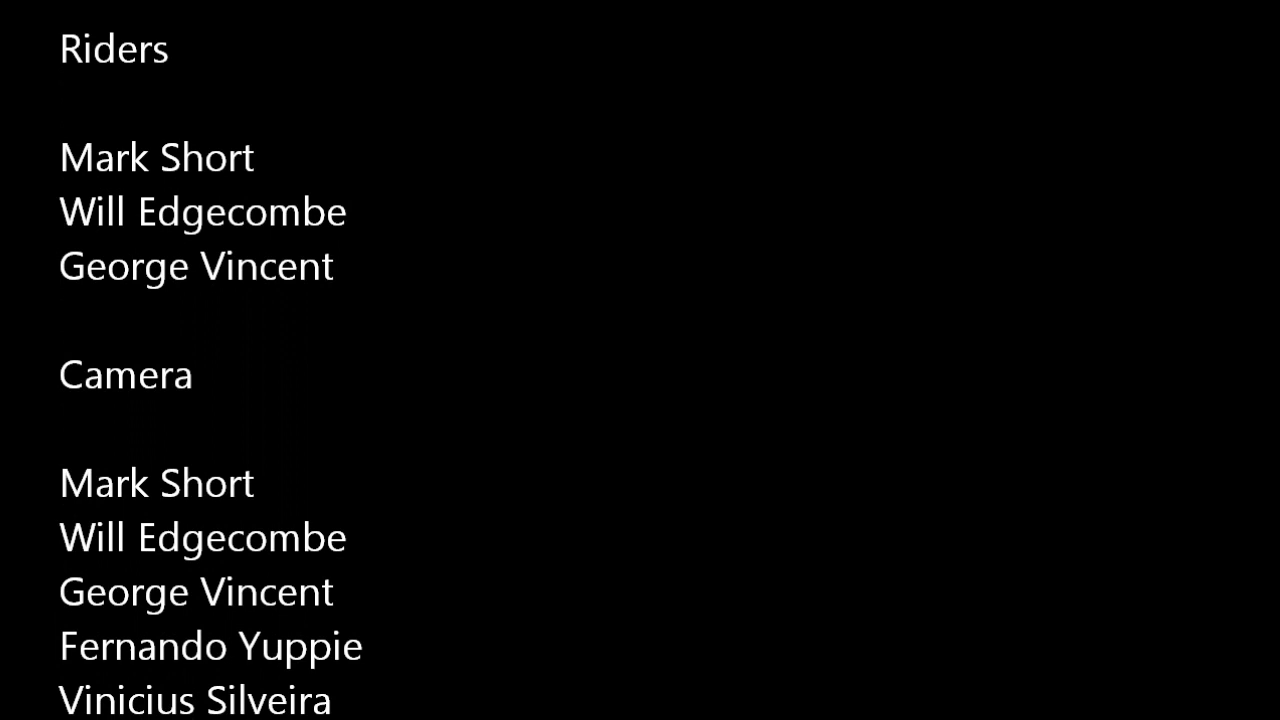 Riders
Mark Short
Will Edgecombe
George Vincent
Camera
Mark Short
Will Edgecombe
George Vincent
Fernando Yuppie
Vinicius Silveira